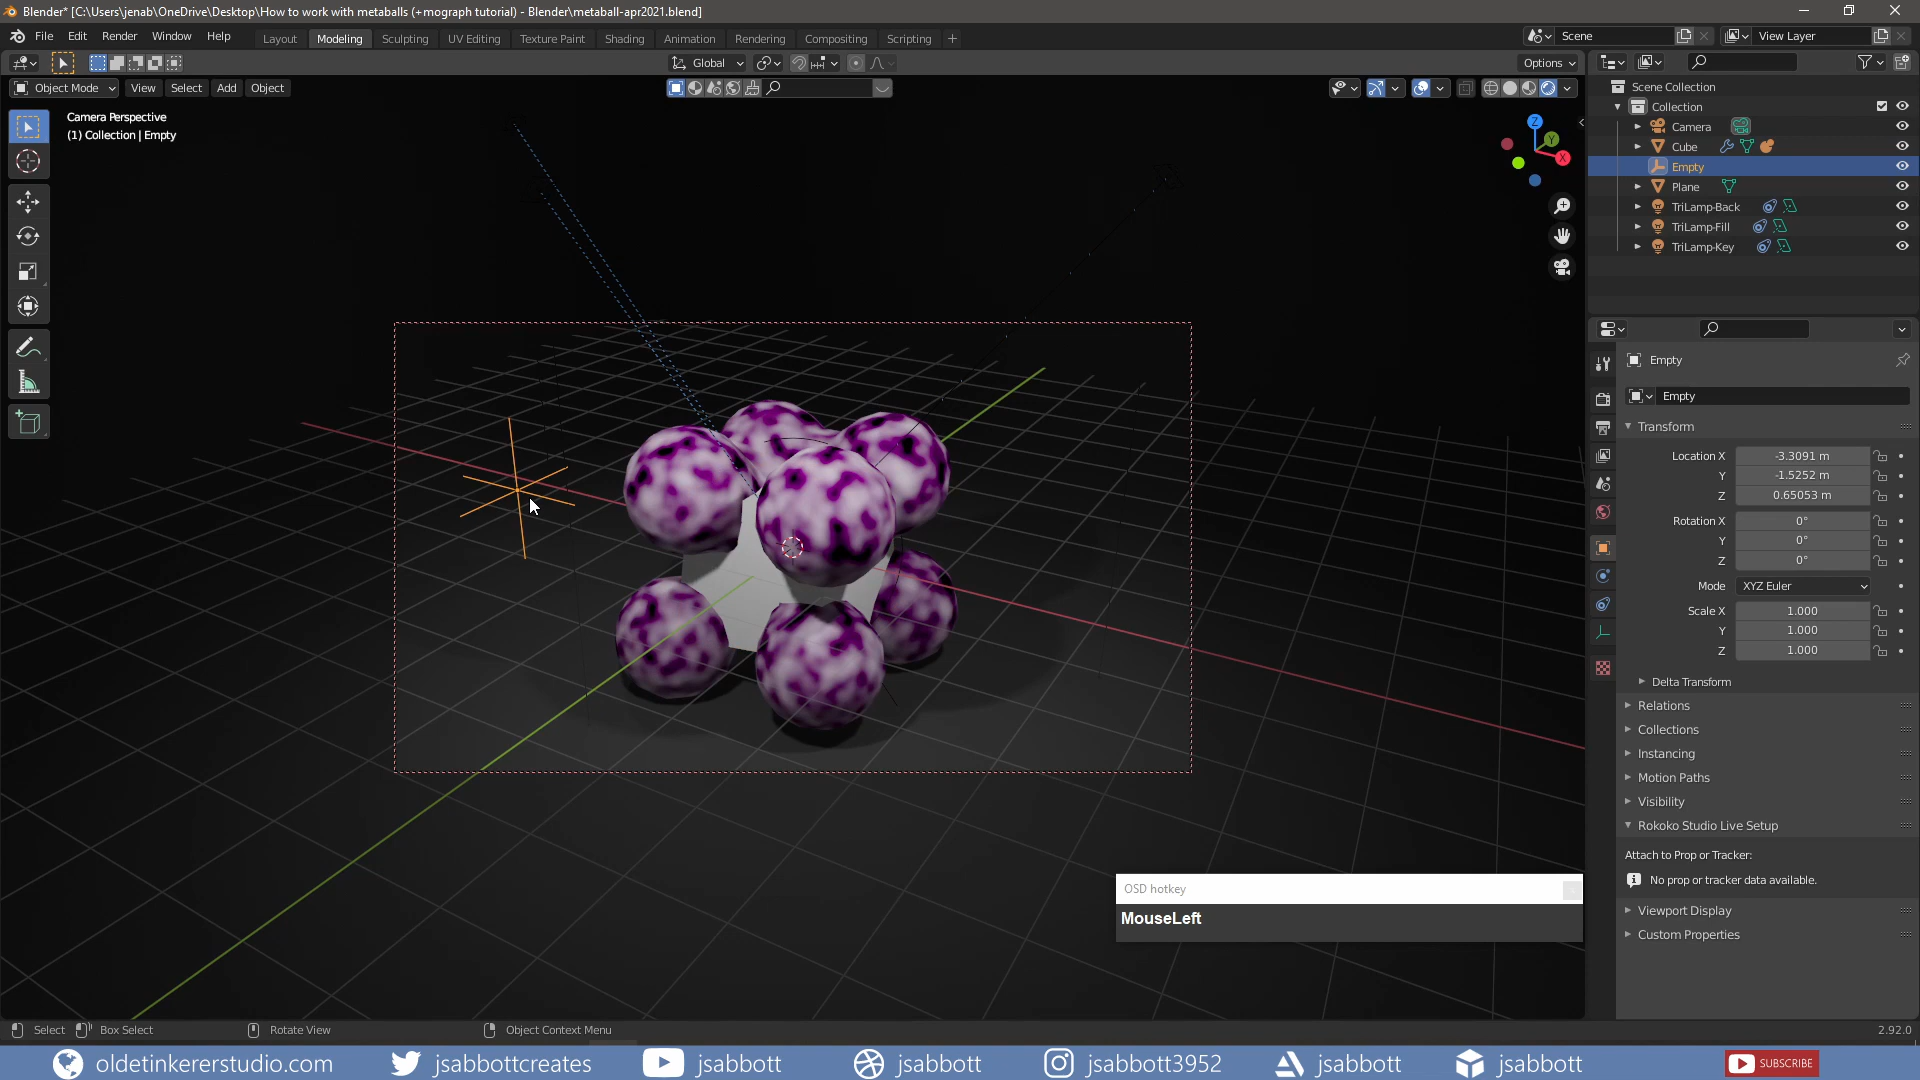 Blender* [C:\Users\jenab\OneDrive\Desktop\How to work with metaballs (+mograph tutorial) - Blender\metaball-apr2021.blend]
File Edit Render Window Help Layout Modeling Sculpting UV Editing Texture Paint Shading Animation Rendering Compositing Scripting + Scene View Layer
Global Options
Object Mode View Select Add Object
Camera Perspective
(1) Collection | Empty
Z
Y
X
Scene Collection
Collection
Camera
Cube
Empty
Plane
TriLamp-Back
TriLamp-Fill
TriLamp-Key
Empty
Empty
Transform
Location X -3.3091 m
Y -1.5252 m
Z 0.65053 m
Rotation X 0°
Y 0°
Z 0°
Mode XYZ Euler
Scale X 1.000
Y 1.000
Z 1.000
Delta Transform
Relations
Collections
Instancing
Motion Paths
Visibility
Rokoko Studio Live Setup
Attach to Prop or Tracker:
No prop or tracker data available.
Viewport Display
Custom Properties
OSD hotkey
MouseLeft
Select Box Select Rotate View Object Context Menu 2.92.0
oldetinkererstudio.com jsabbottcreates jsabbott jsabbott jsabbott3952 jsabbott jsabbott SUBSCRIBE